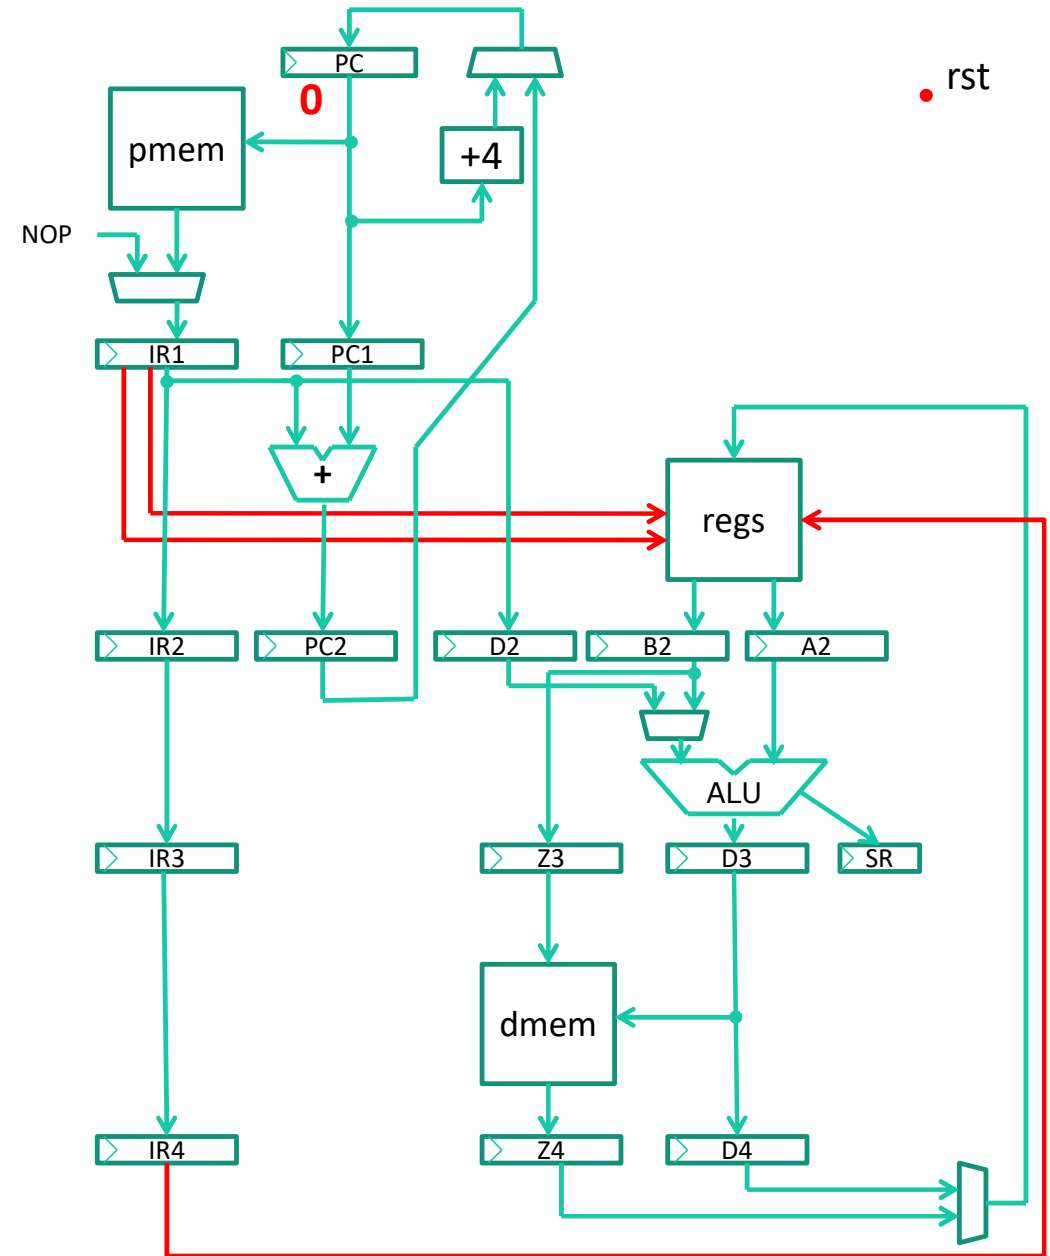 PC
rst
0
pmem
+4
NOP
IR1
PC1
+
regs
IR2
PC2
D2
B2
A2
ALU
IR3
Z3
D3
SR
dmem
IR4
Z4
D4